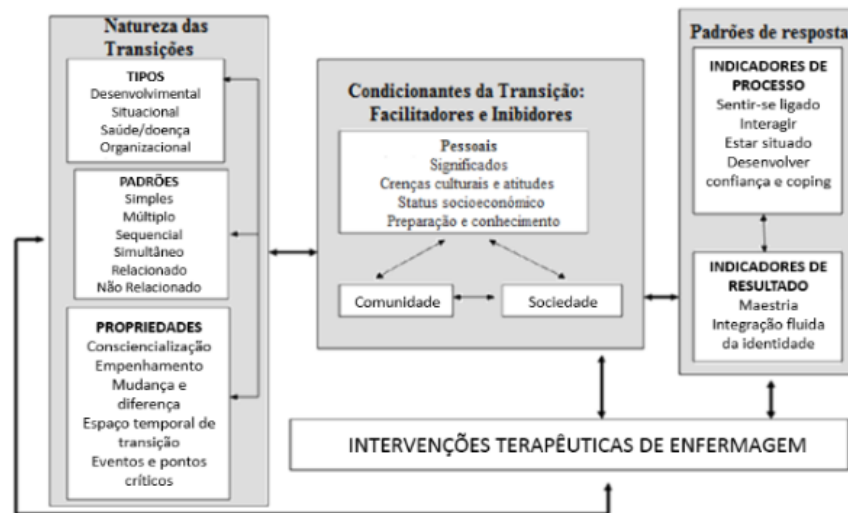 Natureza das
Transições
TIPOS
Desenvolvimental
Situacional
Saúde/doença
Organizacional
PADRÕES
Simples
Múltiplo
Sequencial
Simultâneo
Relacionado
Não Relacionado
PROPRIEDADES
Consciencialização
Empenhamento
Mudança e
diferença
Espaço temporal de
transição
Eventos e pontos
críticos
Condicionantes da Transição:
Facilitadores e Inibidores
Pessoais
Significados
Crenças culturais e atitudes
Status socioeconómico
Preparação e conhecimento
Comunidade
Sociedade
Padrões de resposta
INDICADORES DE
PROCESSO
Sentir-se ligado
Interagir
Estar situado
Desenvolver
confiança e coping
INDICADORES DE
RESULTADO
Maestria
Integração fluida
da identidade
INTERVENÇÕES TERAPÊUTICAS DE ENFERMAGEM